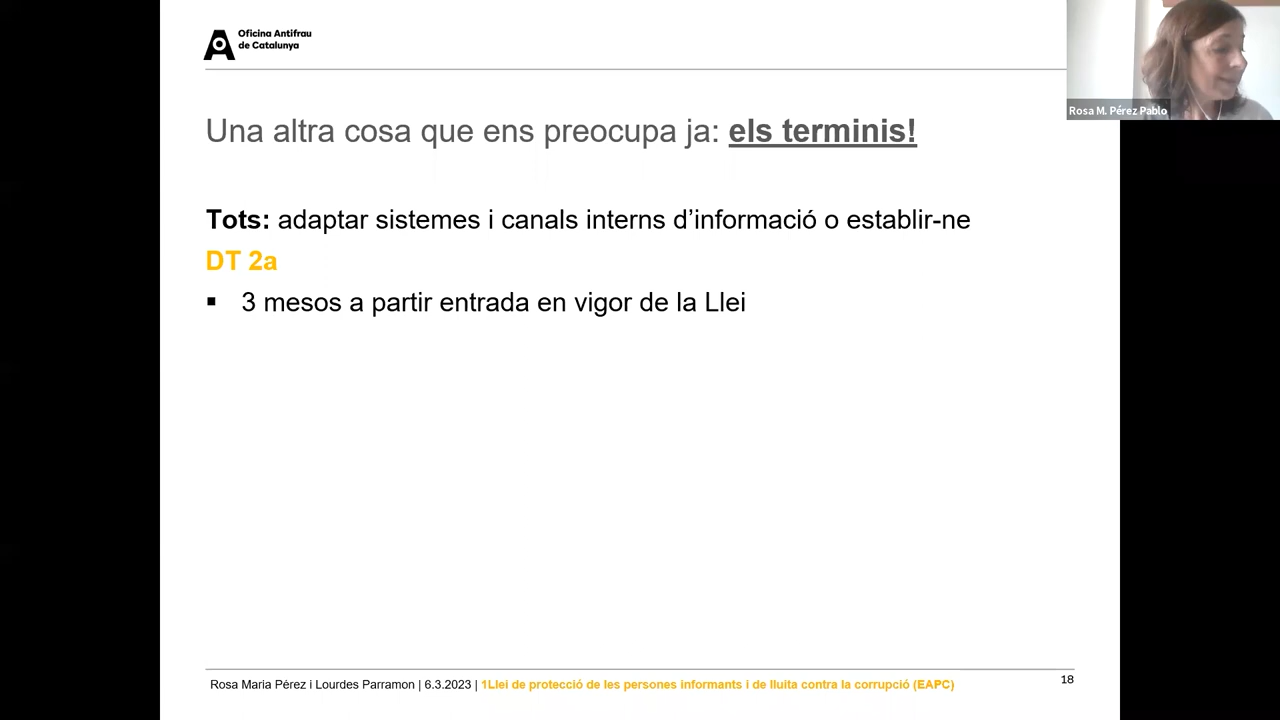 Oficina Antifrau
de Catalunya
Rosa M. Pérez Pablo
Una altra cosa que ens preocupa ja: els terminis!
Tots: adaptar sistemes i canals interns d’informació o establir-ne
DT 2a
▪ 3 mesos a partir entrada en vigor de la Llei
Rosa Maria Pérez i Lourdes Parramon | 6.3.2023 | 1Llei de protecció de les persones informants i de lluita contra la corrupció (EAPC)
18